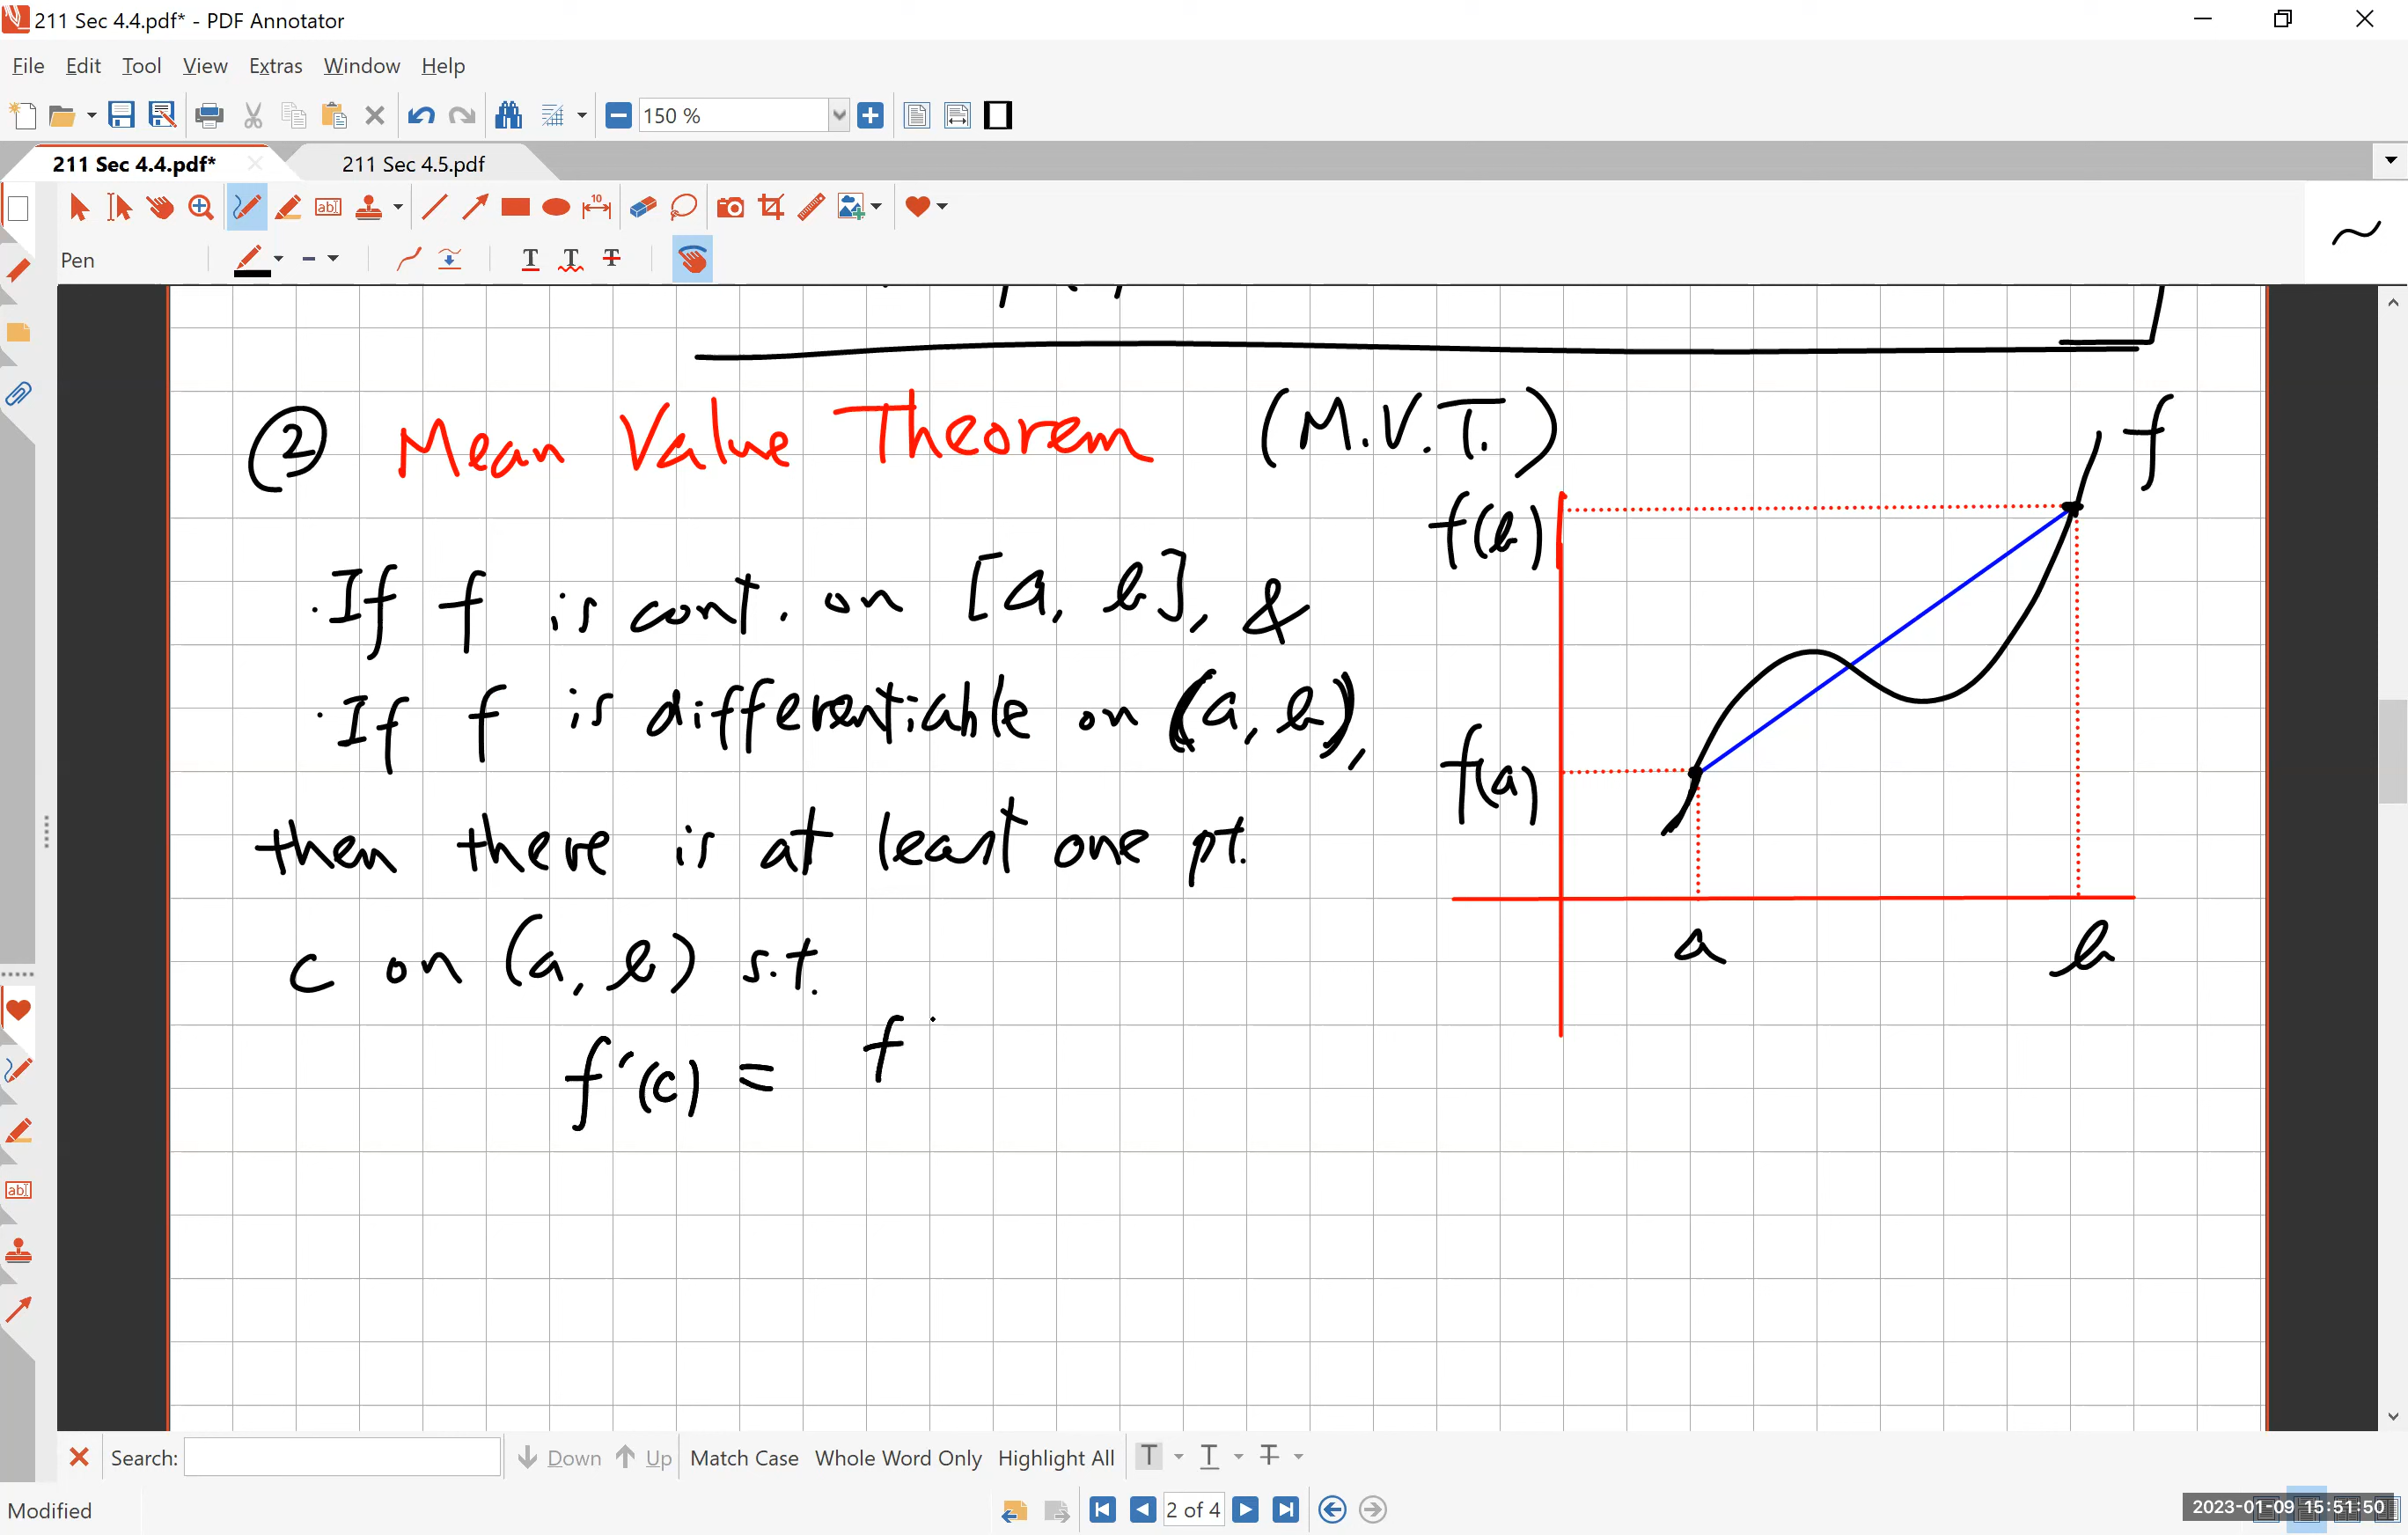 211 Sec 4.4.pdf* - PDF Annotator
File Edit Tool View Extras Window Help
150 %
211 Sec 4.4.pdf* 211 Sec 4.5.pdf
Pen
② Mean Value Theorem (M.V.T.)
f
f(b)
· If f is cont. on [a, b], &
· If f is differentiable on (a, b),
f(a)
then there is at least one pt.
c on (a, b) s.t.
a b
f'(c) = f
Search: Down Up Match Case Whole Word Only Highlight All
Modified 2 of 4 2023-01-09 15:51:50